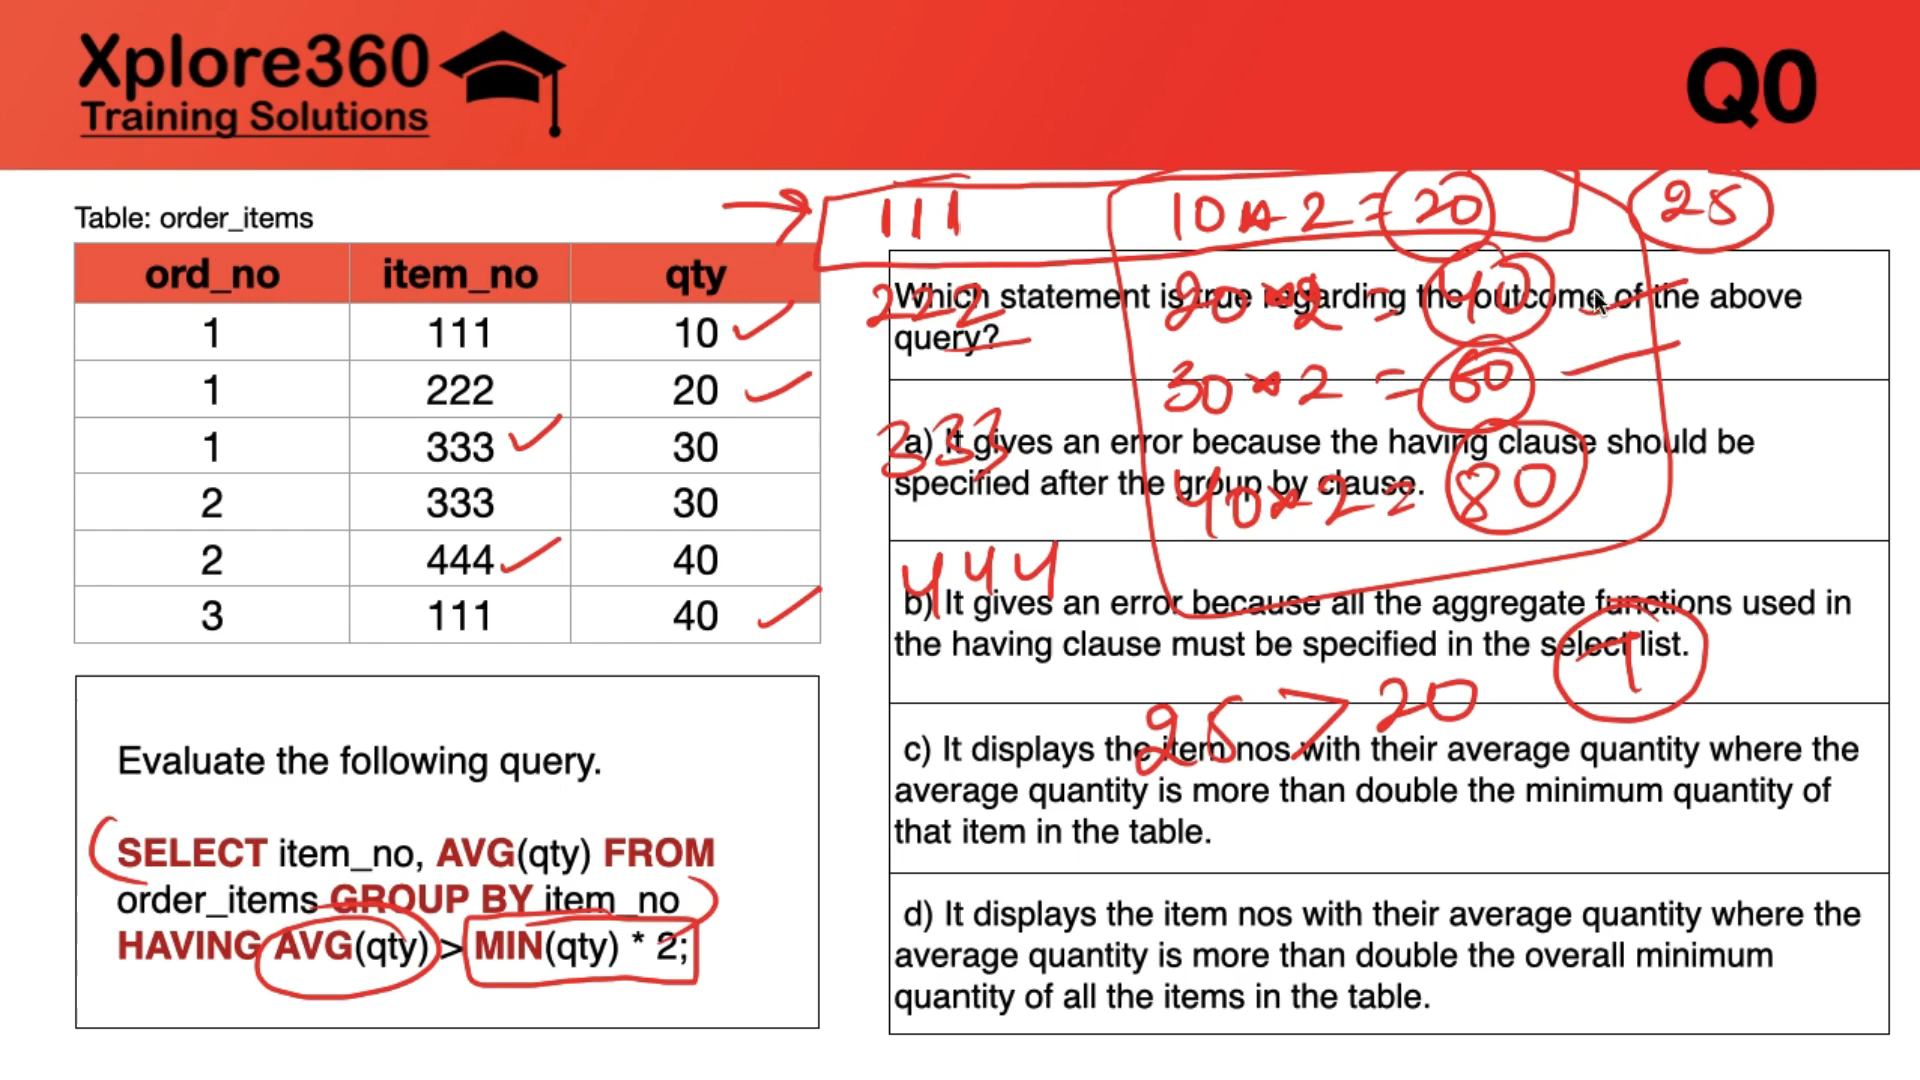 Xplore360
Training Solutions
Q0
Table: order_items
ord_no item_no qty
1 111 10
1 222 20
1 333 30
2 333 30
2 444 40
3 111 40
Evaluate the following query.
SELECT item_no, AVG(qty) FROM
order_items GROUP BY item_no
HAVING AVG(qty) > MIN(qty) * 2;
111 10*2=20 25
222 20*2=40
333 30*2=60
444 40*2=80
25>20 T
Which statement is true regarding the outcome of the above
query?
a) It gives an error because the having clause should be
specified after the group by clause.
b) It gives an error because all the aggregate functions used in
the having clause must be specified in the select list.
c) It displays the item nos with their average quantity where the
average quantity is more than double the minimum quantity of
that item in the table.
d) It displays the item nos with their average quantity where the
average quantity is more than double the overall minimum
quantity of all the items in the table.